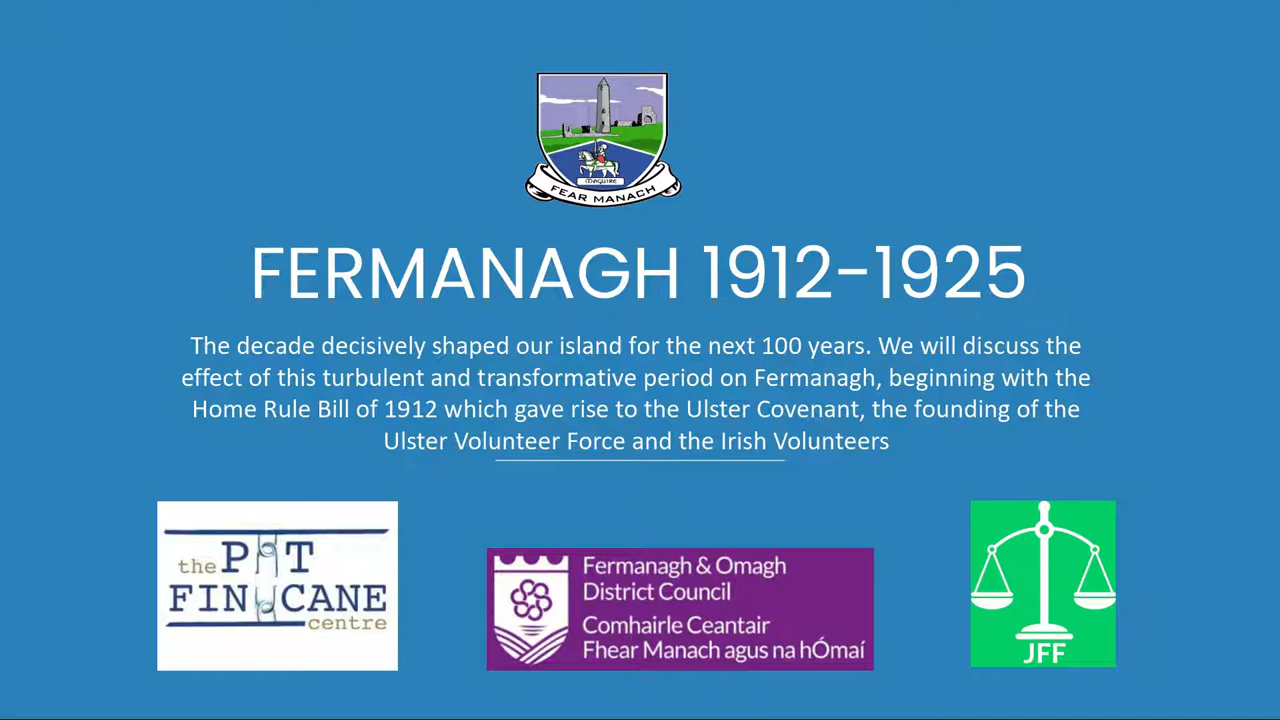 MAGUIRE
FEAR MANACH
FERMANAGH 1912-1925
The decade decisively shaped our island for the next 100 years. We will discuss the
effect of this turbulent and transformative period on Fermanagh, beginning with the
Home Rule Bill of 1912 which gave rise to the Ulster Covenant, the founding of the
Ulster Volunteer Force and the Irish Volunteers
the PAT
FINUCANE
centre
Fermanagh & Omagh
District Council
Comhairle Ceantair
Fhear Manach agus na hÓmaí
JFF